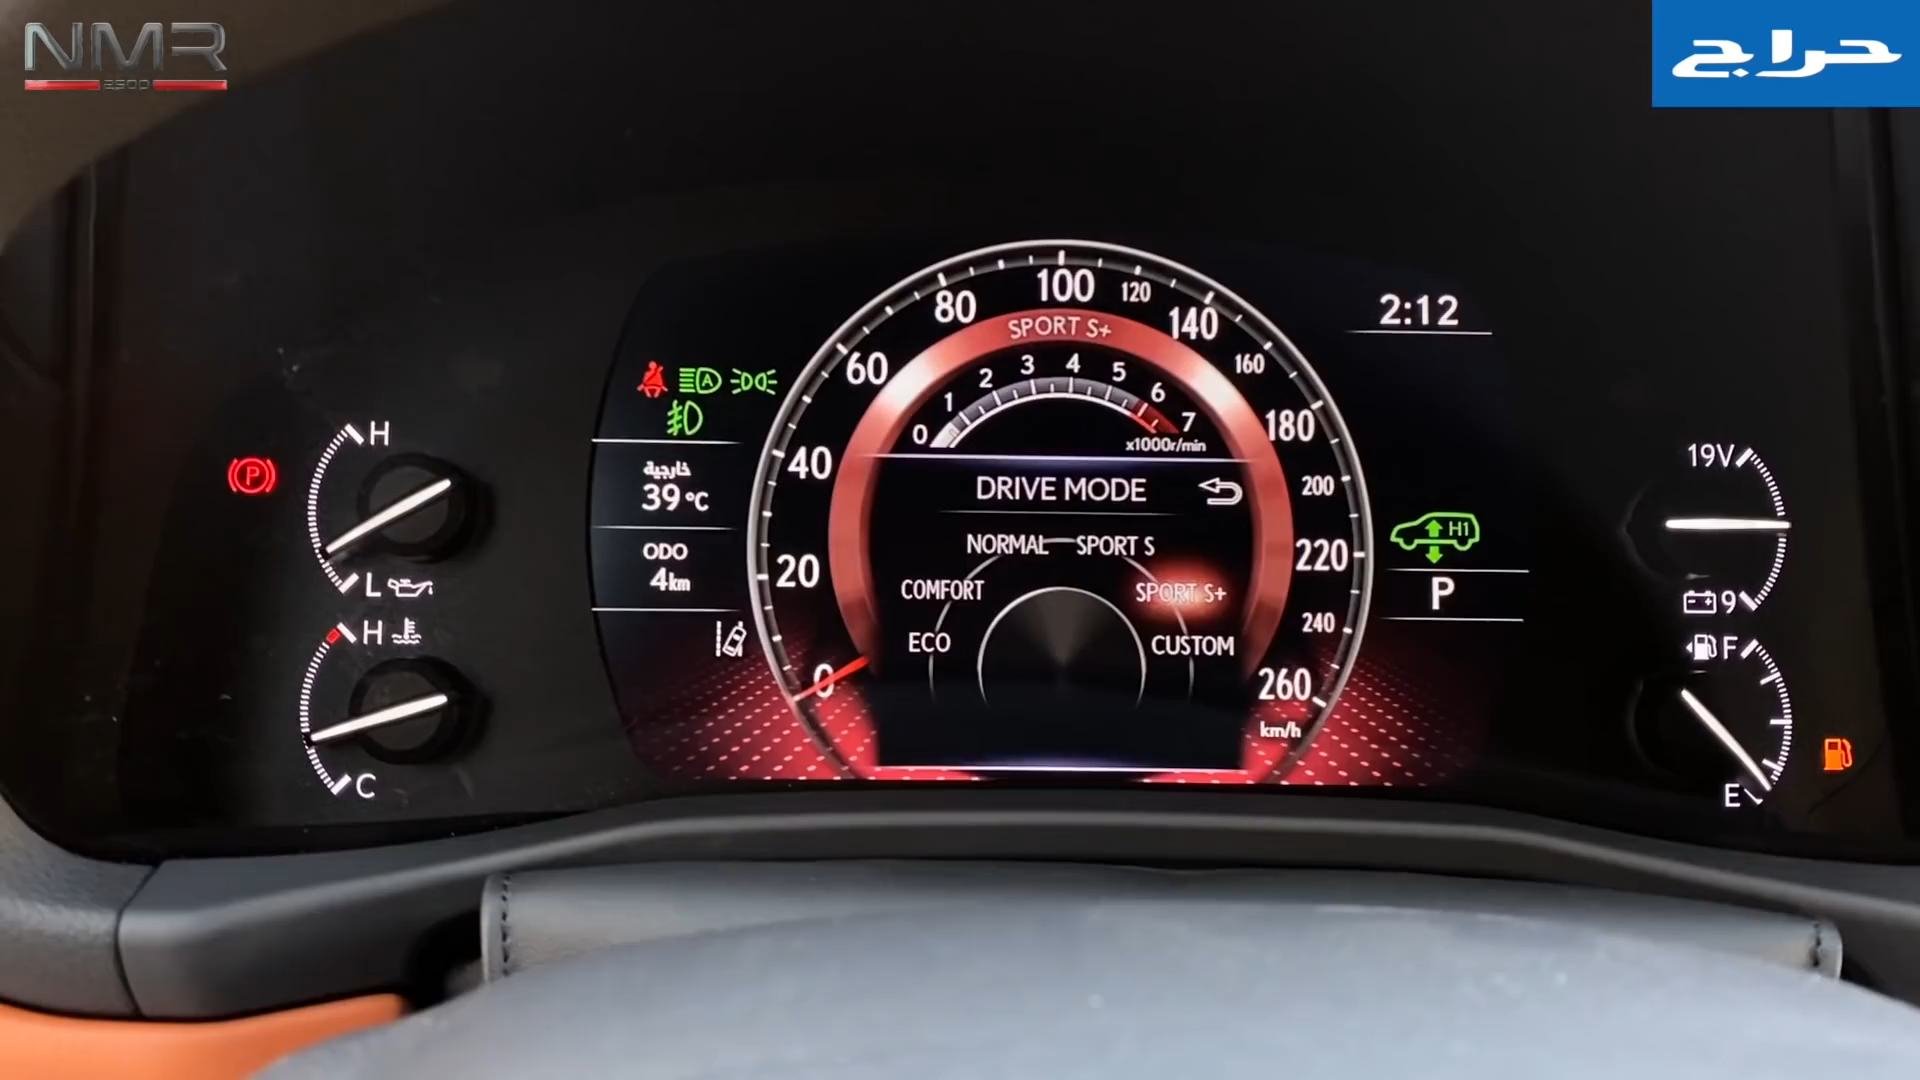 NMR
2500
حراج
2:12
80 100 120 140
SPORT S+
60 160
0 1 2 3 4 5 6 7
x1000r/min
180
H
P
خارجية
39°C
40
DRIVE MODE
200
19V
ODO
4km
NORMAL SPORT S
220
H1
L
20
COMFORT SPORT S+
P
9
H
ECO CUSTOM
240
F
0
260
km/h
C
E
A